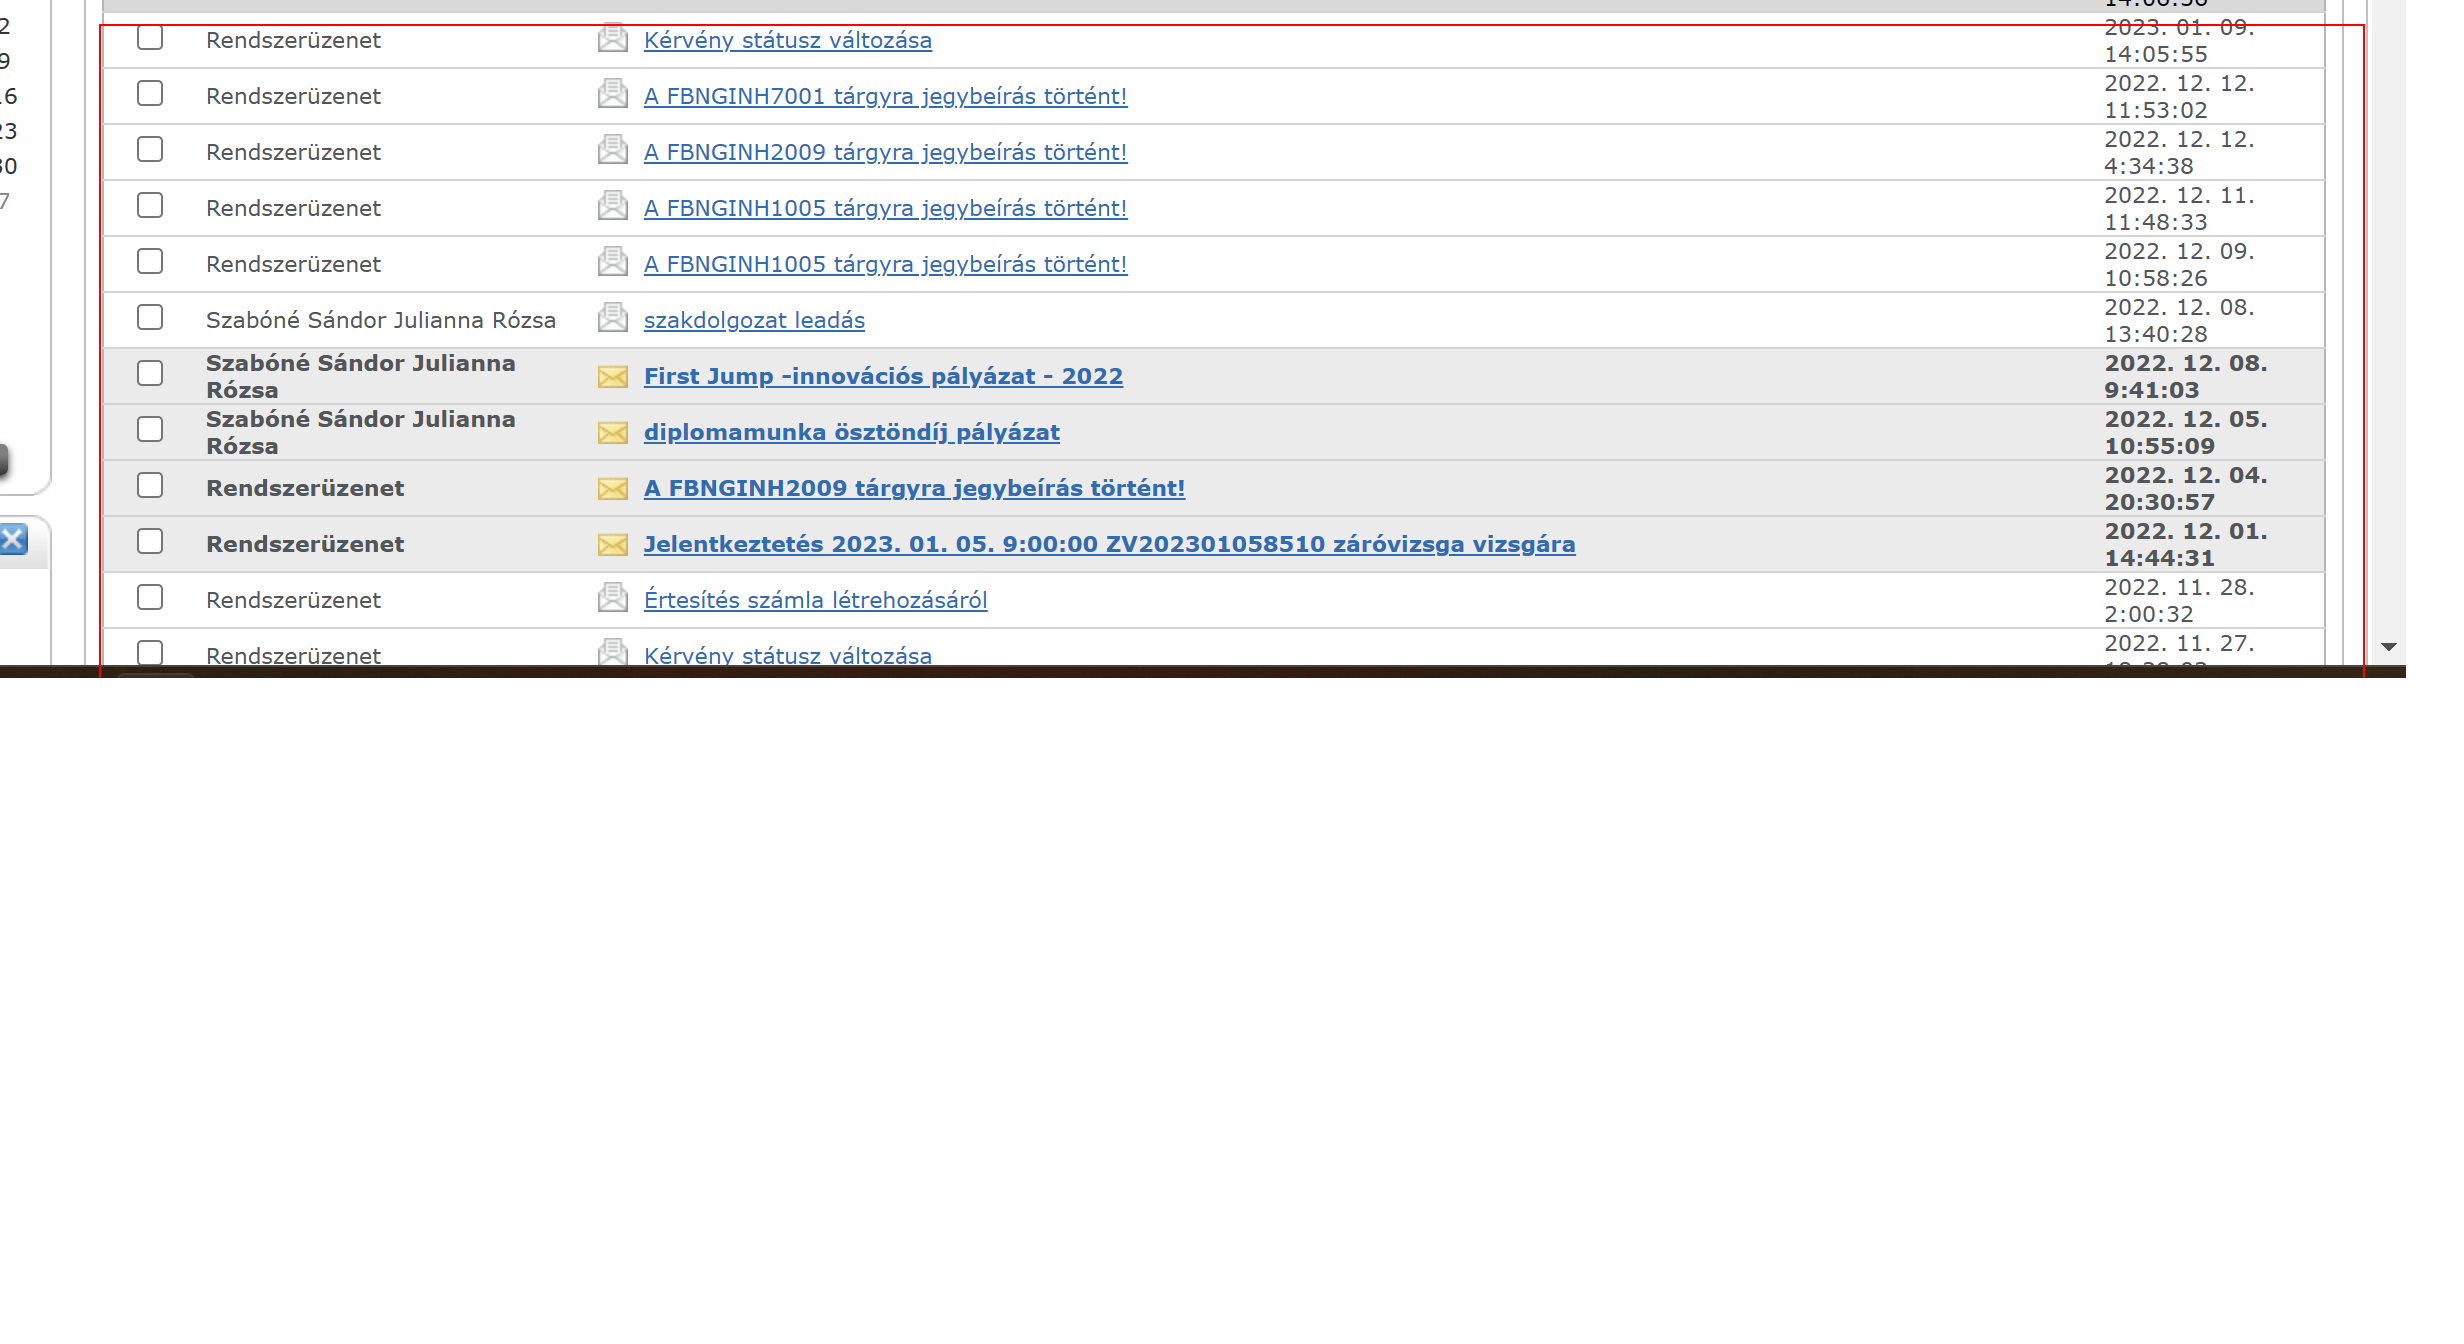 2
9
16
23
30
7
Rendszerüzenet Kérvény státusz változása 2023. 01. 09.
14:05:55
Rendszerüzenet A FBNGINH7001 tárgyra jegybeírás történt! 2022. 12. 12.
11:53:02
Rendszerüzenet A FBNGINH2009 tárgyra jegybeírás történt! 2022. 12. 12.
4:34:38
Rendszerüzenet A FBNGINH1005 tárgyra jegybeírás történt! 2022. 12. 11.
11:48:33
Rendszerüzenet A FBNGINH1005 tárgyra jegybeírás történt! 2022. 12. 09.
10:58:26
Szabóné Sándor Julianna Rózsa szakdolgozat leadás 2022. 12. 08.
13:40:28
Szabóné Sándor Julianna First Jump -innovációs pályázat - 2022 2022. 12. 08.
Rózsa 9:41:03
Szabóné Sándor Julianna diplomamunka ösztöndíj pályázat 2022. 12. 05.
Rózsa 10:55:09
Rendszerüzenet A FBNGINH2009 tárgyra jegybeírás történt! 2022. 12. 04.
20:30:57
Rendszerüzenet Jelentkeztetés 2023. 01. 05. 9:00:00 ZV202301058510 záróvizsga vizsgára 2022. 12. 01.
14:44:31
Rendszerüzenet Értesítés számla létrehozásáról 2022. 11. 28.
2:00:32
Rendszerüzenet Kérvény státusz változása 2022. 11. 27.